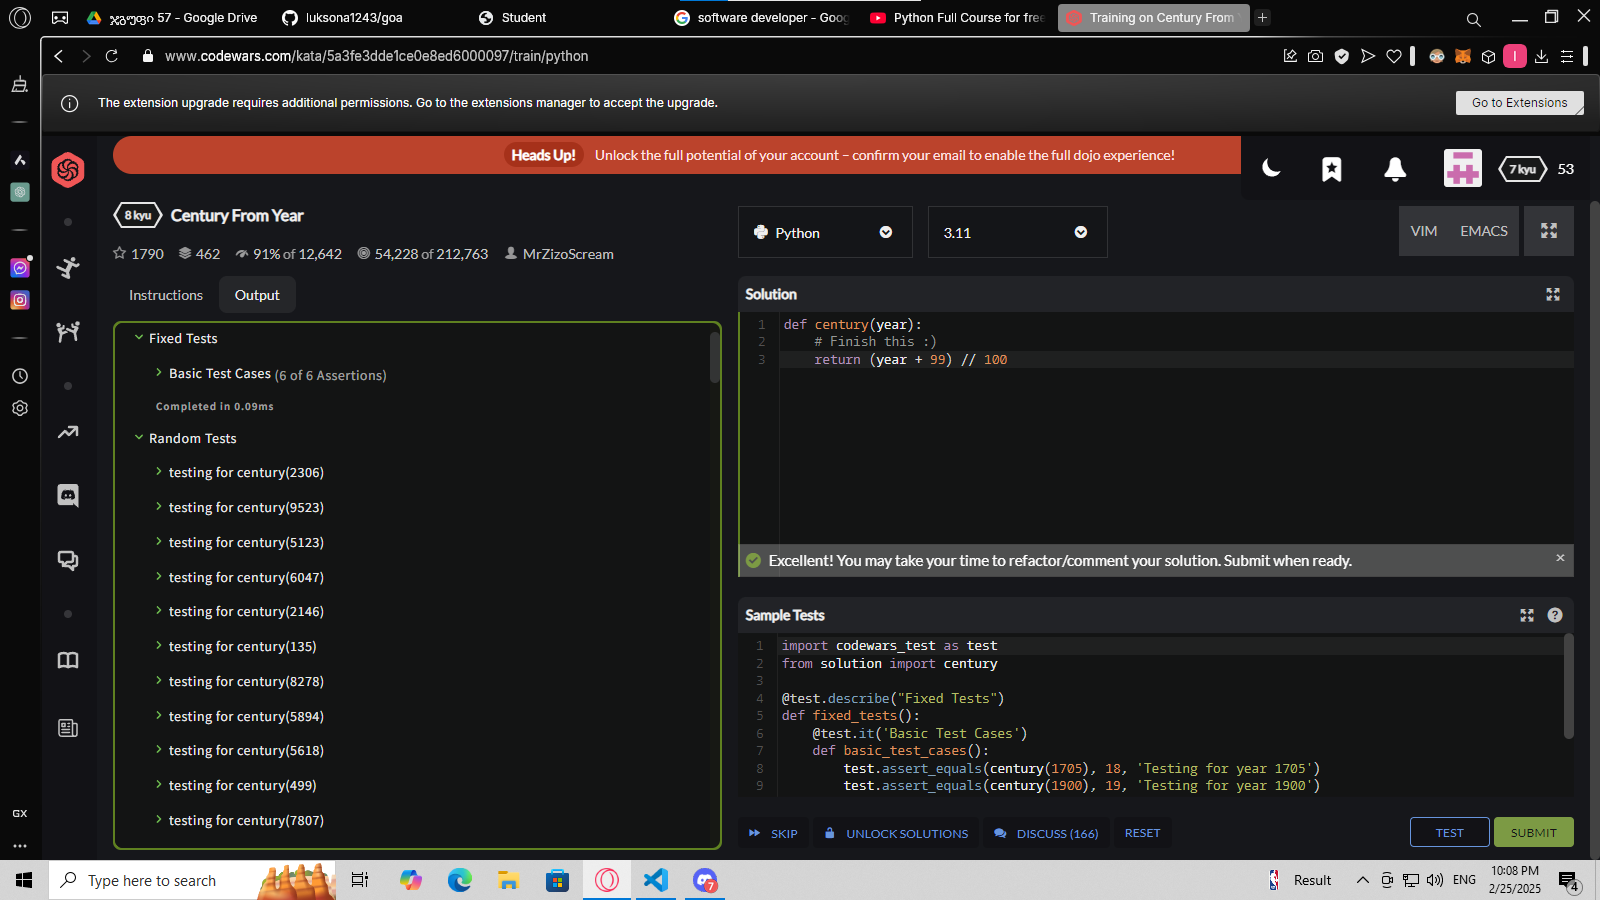 ჯგუფი 57 - Google Drive
luksona1243/goa
Student
software developer - Goog
Python Full Course for free
Training on Century From Y
www.codewars.com/kata/5a3fe3dde1ce0e8ed6000097/train/python
The extension upgrade requires additional permissions. Go to the extensions manager to accept the upgrade.
Go to Extensions
Heads Up! Unlock the full potential of your account – confirm your email to enable the full dojo experience!
7 kyu 53
8 kyu Century From Year
1790 462 91% of 12,642 54,228 of 212,763 MrZizoScream
Python
3.11
VIM EMACS
Instructions
Output
Fixed Tests
Basic Test Cases (6 of 6 Assertions)
Completed in 0.09ms
Random Tests
testing for century(2306)
testing for century(9523)
testing for century(5123)
testing for century(6047)
testing for century(2146)
testing for century(135)
testing for century(8278)
testing for century(5894)
testing for century(5618)
testing for century(499)
testing for century(7807)
Solution
1 def century(year):
2 # Finish this :)
3 return (year + 99) // 100
Excellent! You may take your time to refactor/comment your solution. Submit when ready.
Sample Tests
1 import codewars_test as test
2 from solution import century
3
4 @test.describe("Fixed Tests")
5 def fixed_tests():
6 @test.it('Basic Test Cases')
7 def basic_test_cases():
8 test.assert_equals(century(1705), 18, 'Testing for year 1705')
9 test.assert_equals(century(1900), 19, 'Testing for year 1900')
SKIP
UNLOCK SOLUTIONS
DISCUSS (166)
RESET
TEST
SUBMIT
GX
Type here to search
7
Result
ENG
10:08 PM
2/25/2025
4